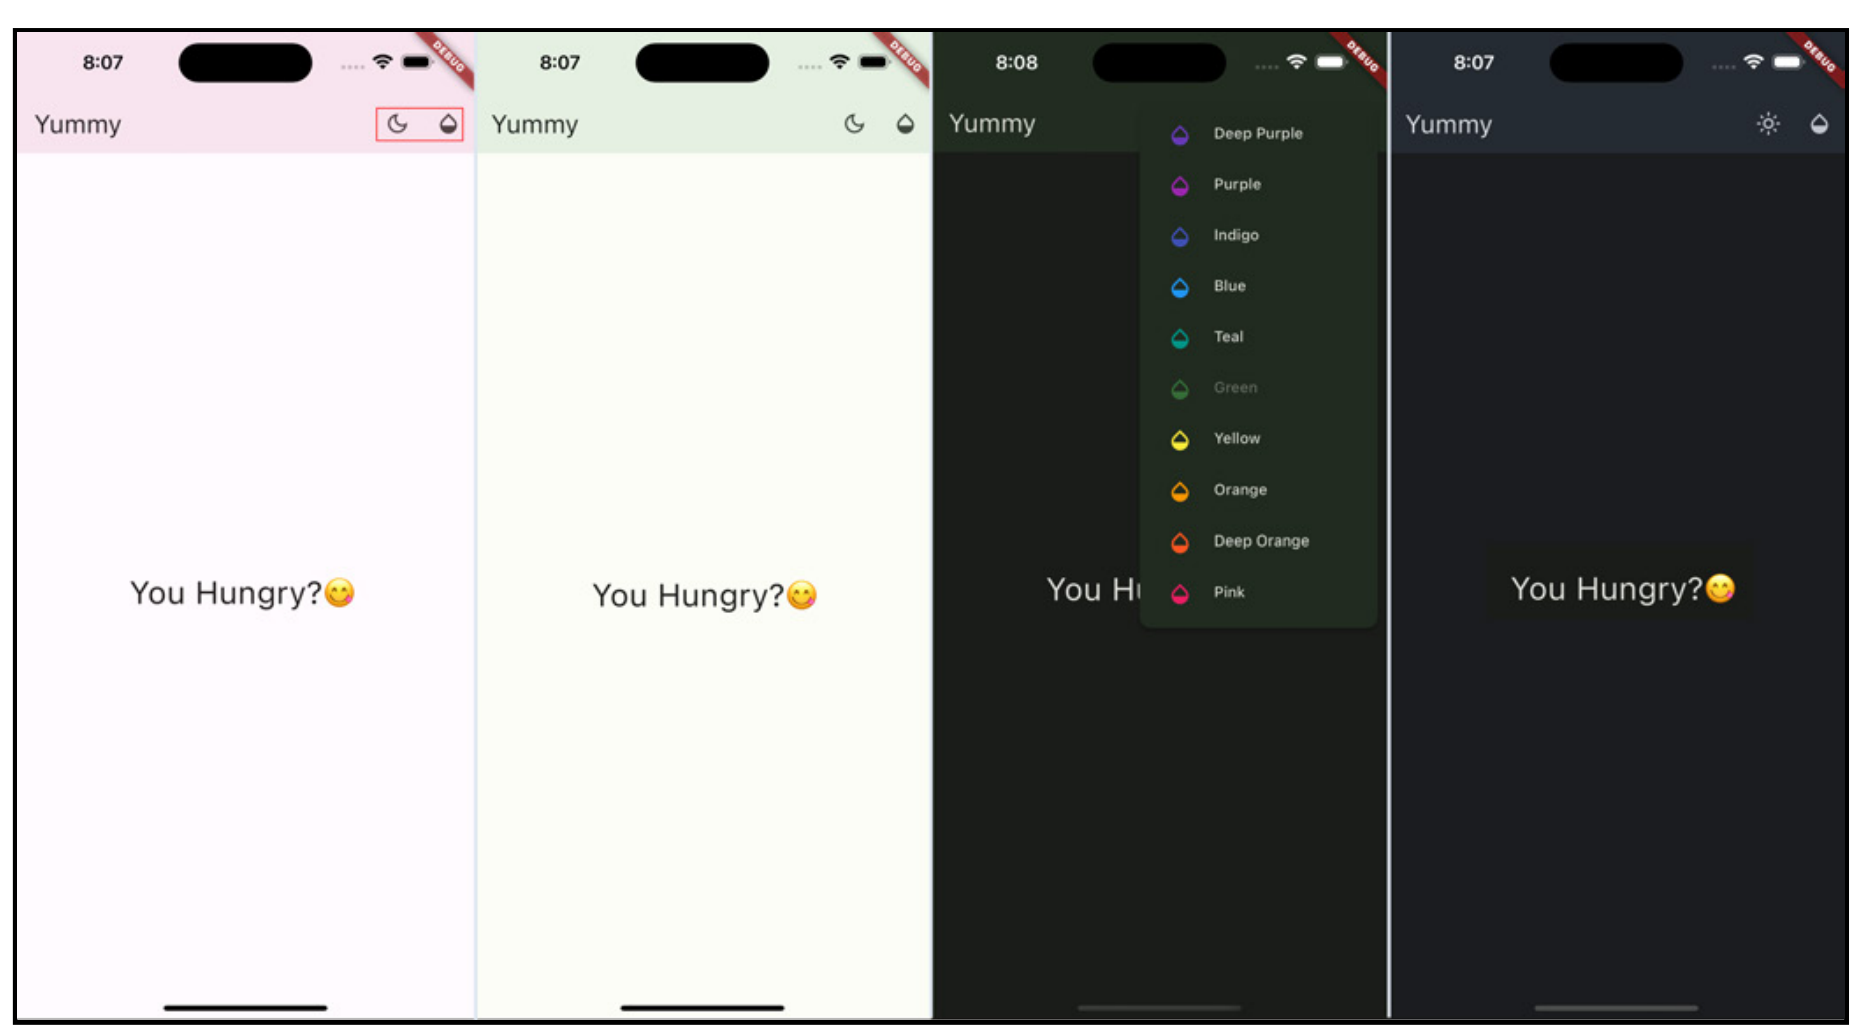 8:07
DEBUG
Yummy
You Hungry?😋
8:07
DEBUG
Yummy
You Hungry?😋
8:08
DEBUG
Yummy
Deep Purple
Purple
Indigo
Blue
Teal
Green
Yellow
Orange
Deep Orange
Pink
You Hu
8:07
DEBUG
Yummy
You Hungry?😋